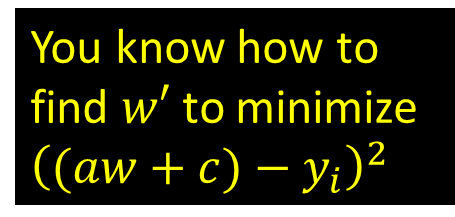 You know how to
find w′ to minimize
((aw + c) − yᵢ)²